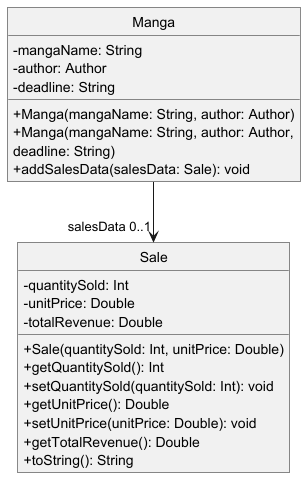 Manga
-mangaName: String
-author: Author
-deadline: String
+Manga(mangaName: String, author: Author)
+Manga(mangaName: String, author: Author,
deadline: String)
+addSalesData(salesData: Sale): void
salesData 0..1
Sale
-quantitySold: Int
-unitPrice: Double
-totalRevenue: Double
+Sale(quantitySold: Int, unitPrice: Double)
+getQuantitySold(): Int
+setQuantitySold(quantitySold: Int): void
+getUnitPrice(): Double
+setUnitPrice(unitPrice: Double): void
+getTotalRevenue(): Double
+toString(): String